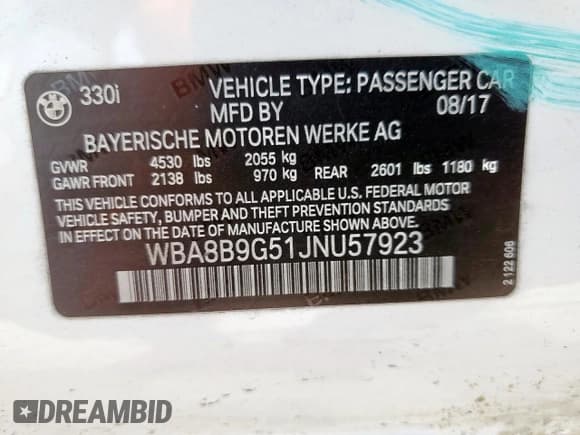 330i VEHICLE TYPE: PASSENGER CAR
MFD BY 08/17
BAYERISCHE MOTOREN WERKE AG
GVWR 4530 lbs 2055 kg
GAWR FRONT 2138 lbs 970 kg REAR 2601 lbs 1180 kg
THIS VEHICLE CONFORMS TO ALL APPLICABLE U.S. FEDERAL MOTOR
VEHICLE SAFETY, BUMPER AND THEFT PREVENTION STANDARDS IN
EFFECT ON THE DATE OF MANUFACTURE SHOWN ABOVE.
WBA8B9G51JNU57923
2 122 606
DREAMBID